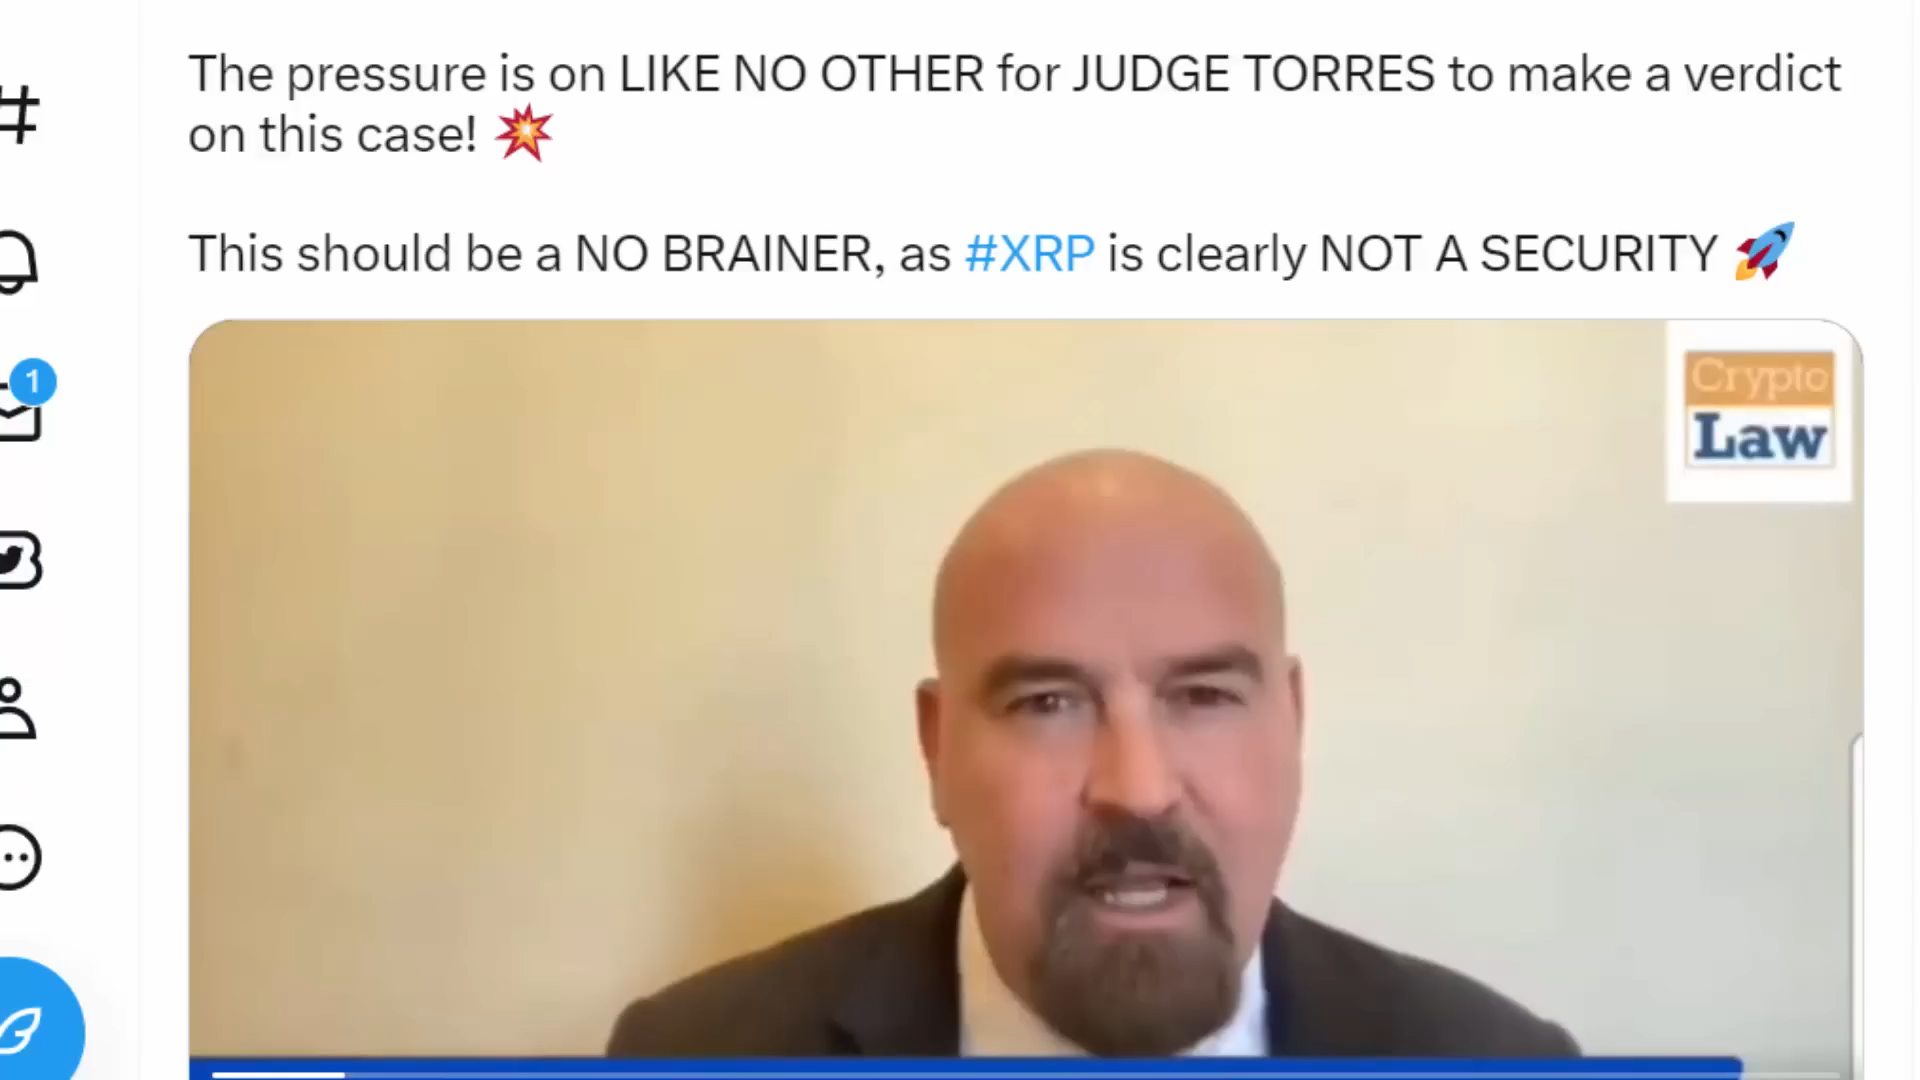 The pressure is on LIKE NO OTHER for JUDGE TORRES to make a verdict
on this case! 💥
This should be a NO BRAINER, as #XRP is clearly NOT A SECURITY 🚀
1
Crypto
Law